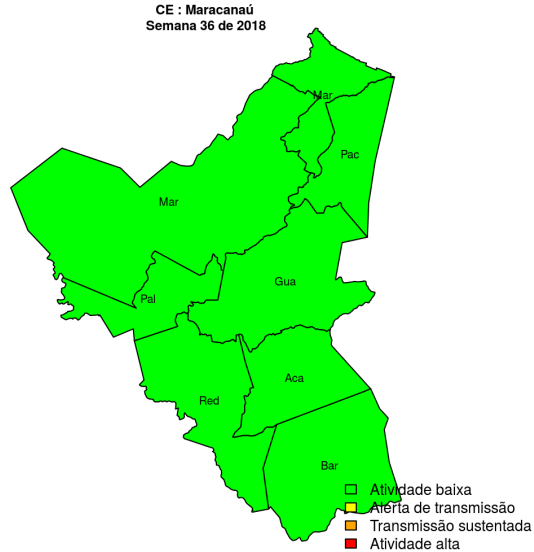 CE : Maracanaú
Semana 36 de 2018
Mar
Pac
Mar
Gua
Pal
Aca
Red
Bar
Atividade baixa
Alerta de transmissão
Transmissão sustentada
Atividade alta